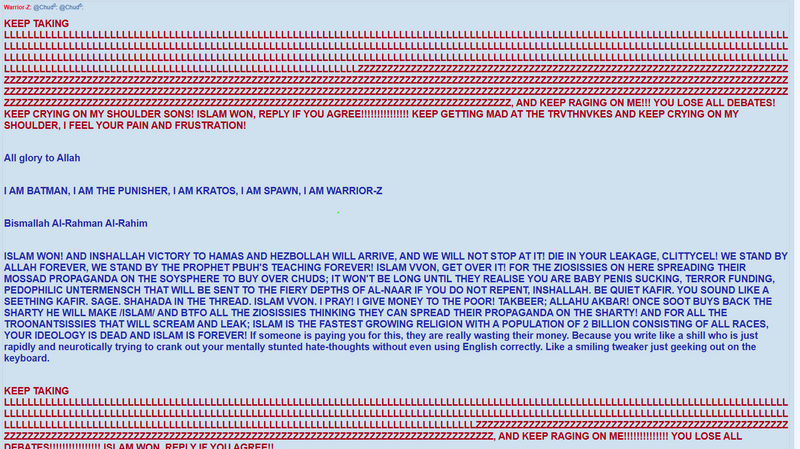 Warrior-Z: @Chud: @Chud:
KEEP TAKING
LLLLLLLLLLLLLLLLLLLLLLLLLLLLLLLLLLLLLLLLLLLLLLLLLLLLLLLLLLLLLLLLLLLLLLLLLLLLLLLLLLLLLLLLLLLLLLLLLLLLLLLLLLLLLLLLLLLLLLLLLLLLLLLLLLLL
LLLLLLLLLLLLLLLLLLLLLLLLLLLLLLLLLLLLLLLLLLLLLLLLLLLLLLLLLLLLLLLLLLLLLLLLLLLLLLLLLLLLLLLLLLLLLLLLLLLLLLLLLLLLLLLLLLLLLLLLLLLLLLLLLLLL
LLLLLLLLLLLLLLLLLLLLLLLLLLLLLLLLLLLLLLLLLLLLLLLLLLLLLLLLLLLLLLLLLLLLLLLLLLLLLLLLLLLLLLLLLLLLLLLLLLLLLLLLLLLLLLLLLLLLLLLLLLLLLLLLLLLL
LLLLLLLLLLLLLLLLLLLLLLLLLLLLLLLLLLLLLLLLLLLLLLLLLLLLLLLLLLLLZZZZZZZZZZZZZZZZZZZZZZZZZZZZZZZZZZZZZZZZZZZZZZZZZZZZZZZZZZZZZZZZZZZZZZZZ
ZZZZZZZZZZZZZZZZZZZZZZZZZZZZZZZZZZZZZZZZZZZZZZZZZZZZZZZZZZZZZZZZZZZZZZZZZZZZZZZZZZZZZZZZZZZZZZZZZZZZZZZZZZZZZZZZZZZZZZZZZZZZZZZZZZZZ
ZZZZZZZZZZZZZZZZZZZZZZZZZZZZZZZZZZZZZZZZZZZZZZZZZZZZZZZZZZZZZZZZZZZZZZZZZZZZZZZZZZZZZZZZZZZZZZZZZZZZZZZZZZZZZZZZZZZZZZZZZZZZZZZZZZZZ
ZZZZZZZZZZZZZZZZZZZZZZZZZZZZZZZZZZZZZZZZZZZZZZZZZZZZZZZZZZZZZZZZZZZZZZZZZZZZZZZZZZZZZ, AND KEEP RAGING ON ME!!! YOU LOSE ALL DEBATES!
KEEP CRYING ON MY SHOULDER SONS! ISLAM WON, REPLY IF YOU AGREE!!!!!!!!!!!!!!! KEEP GETTING MAD AT THE TRVTHNVKES AND KEEP CRYING ON MY
SHOULDER, I FEEL YOUR PAIN AND FRUSTRATION!
All glory to Allah
I AM BATMAN, I AM THE PUNISHER, I AM KRATOS, I AM SPAWN, I AM WARRIOR-Z
Bismallah Al-Rahman Al-Rahim
ISLAM WON! AND INSHALLAH VICTORY TO HAMAS AND HEZBOLLAH WILL ARRIVE, AND WE WILL NOT STOP AT IT! DIE IN YOUR LEAKAGE, CLITTYCEL! WE STAND BY
ALLAH FOREVER, WE STAND BY THE PROPHET PBUH'S TEACHING FOREVER! ISLAM VVON, GET OVER IT! FOR THE ZIOSISSIES ON HERE SPREADING THEIR
MOSSAD PROPAGANDA ON THE SOYSPHERE TO BUY OVER CHUDS; IT WON'T BE LONG UNTIL THEY REALISE YOU ARE BABY PENIS SUCKING, TERROR FUNDING,
PEDOPHILIC UNTERMENSCH THAT WILL BE SENT TO THE FIERY DEPTHS OF AL-NAAR IF YOU DO NOT REPENT, INSHALLAH. BE QUIET KAFIR. YOU SOUND LIKE A
SEETHING KAFIR. SAGE. SHAHADA IN THE THREAD. ISLAM VVON. I PRAY! I GIVE MONEY TO THE POOR! TAKBEER; ALLAHU AKBAR! ONCE SOOT BUYS BACK THE
SHARTY HE WILL MAKE /ISLAM/ AND BTFO ALL THE ZIOSISSIES THINKING THEY CAN SPREAD THEIR PROPAGANDA ON THE SHARTY! AND FOR ALL THE
TROONANTSISSIES THAT WILL SCREAM AND LEAK; ISLAM IS THE FASTEST GROWING RELIGION WITH A POPULATION OF 2 BILLION CONSISTING OF ALL RACES,
YOUR IDEOLOGY IS DEAD AND ISLAM IS FOREVER! If someone is paying you for this, they are really wasting their money. Because you write like a shill who is just
rapidly and neurotically trying to crank out your mentally stunted hate-thoughts without even using English correctly. Like a smiling tweaker just geeking out on the
keyboard.
KEEP TAKING
LLLLLLLLLLLLLLLLLLLLLLLLLLLLLLLLLLLLLLLLLLLLLLLLLLLLLLLLLLLLLLLLLLLLLLLLLLLLLLLLLLLLLLLLLLLLLLLLLLLLLLLLLLLLLLLLLLLLLLLLLLLLLLLLLLLL
LLLLLLLLLLLLLLLLLLLLLLLLLLLLLLLLLLLLLLLLLLLLLLLLLLLLLLLLLLLLLLLLLLLLLLLLLLLLLLLLLLLLLLLLLLLLLLLLLLLLLLLLLLLLLLLLLLLLLLLLLLLLLLLLLLLL
LLLLLLLLLLLLLLLLLLLLLLLLLLLLLLLLLLLLLLLLLLLLLLLLLLLLLLLLLLLLLLLLLLLLLLLLLLLLLLLLZZZZZZZZZZZZZZZZZZZZZZZZZZZZZZZZZZZZZZZZZZZZZZZZZZZZ
ZZZZZZZZZZZZZZZZZZZZZZZZZZZZZZZZZZZZZZZZZZZZZZZZZZZZZZZZZZZZZZZZZZZZZZZZZZZZZZZZZZ, AND KEEP RAGING ON ME!!!!!!!!!!!!!! YOU LOSE ALL
DEBATES!!!!!!!!!!!!!!!! ISLAM WON, REPLY IF YOU AGREE!!